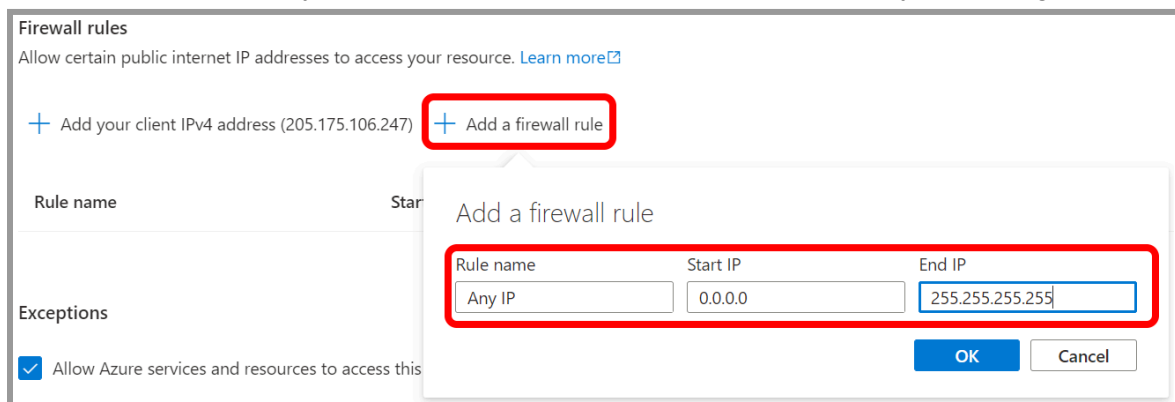 Firewall rules
Allow certain public internet IP addresses to access your resource. Learn more
Add your client IPv4 address (205.175.106.247) Add a firewall rule
Rule name Star
Add a firewall rule
Rule name Start IP End IP
Any IP 0.0.0.0 255.255.255.255
Exceptions
OK Cancel
Allow Azure services and resources to access this